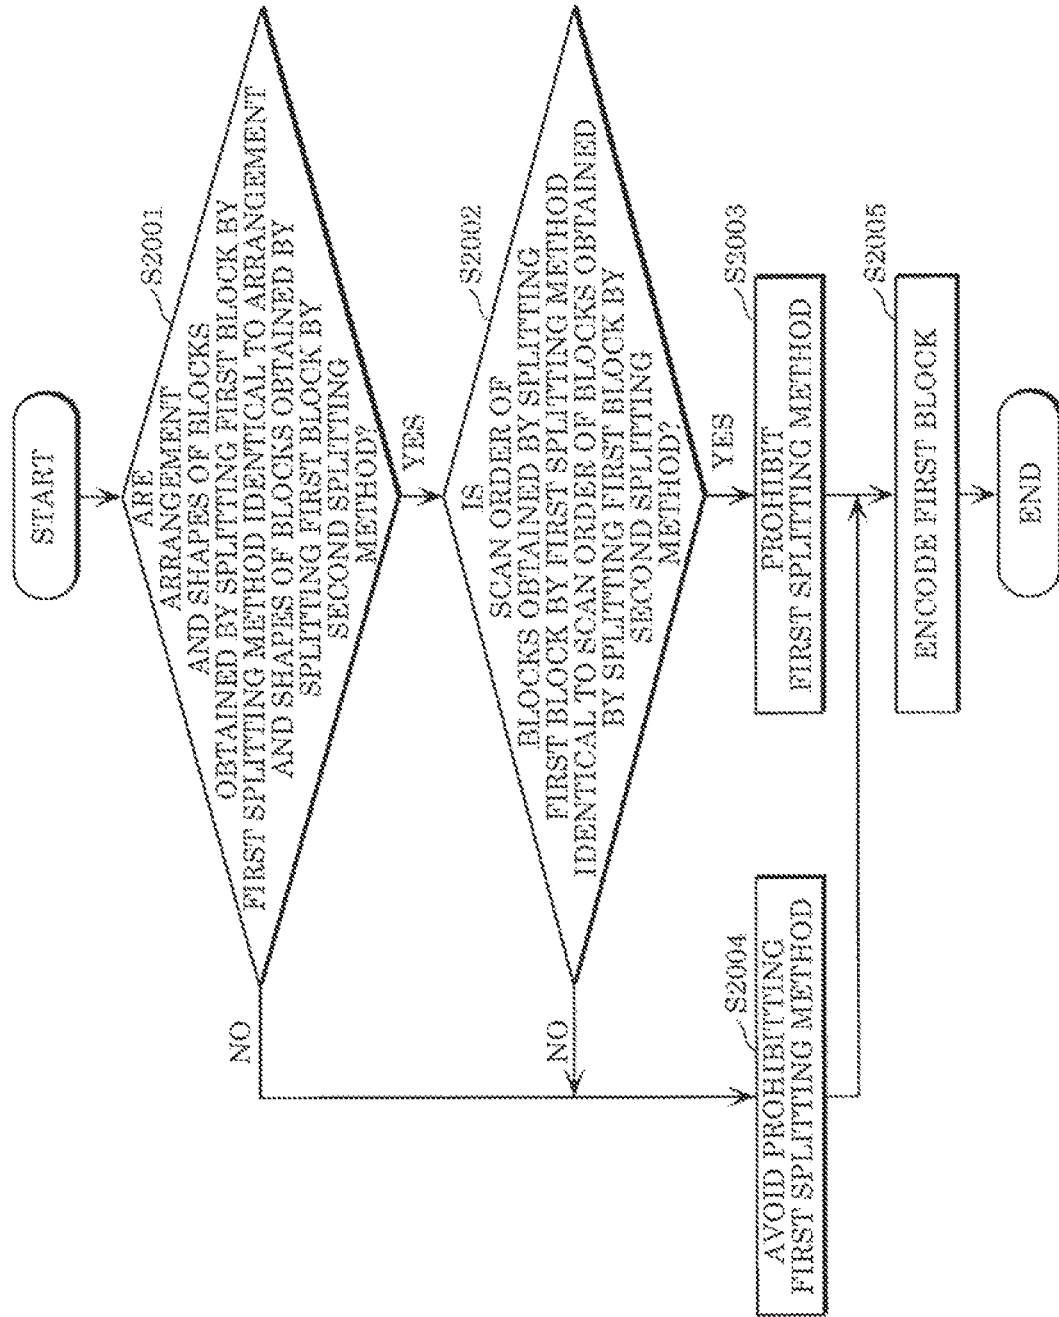 START
S2001
ARE
ARRANGEMENT
AND SHAPES OF BLOCKS
OBTAINED BY SPLITTING FIRST BLOCK BY
FIRST SPLITTING METHOD IDENTICAL TO ARRANGEMENT
AND SHAPES OF BLOCKS OBTAINED BY
SPLITTING FIRST BLOCK BY
SECOND SPLITTING
METHOD?
NO
YES
S2002
IS
SCAN ORDER OF
BLOCKS OBTAINED BY SPLITTING
FIRST BLOCK BY FIRST SPLITTING METHOD
IDENTICAL TO SCAN ORDER OF BLOCKS OBTAINED
BY SPLITTING FIRST BLOCK BY
SECOND SPLITTING
METHOD?
NO
YES
S2004
AVOID PROHIBITTING
FIRST SPLITTING METHOD
S2003
PROHIBIT
FIRST SPLITTING METHOD
S2005
ENCODE FIRST BLOCK
END